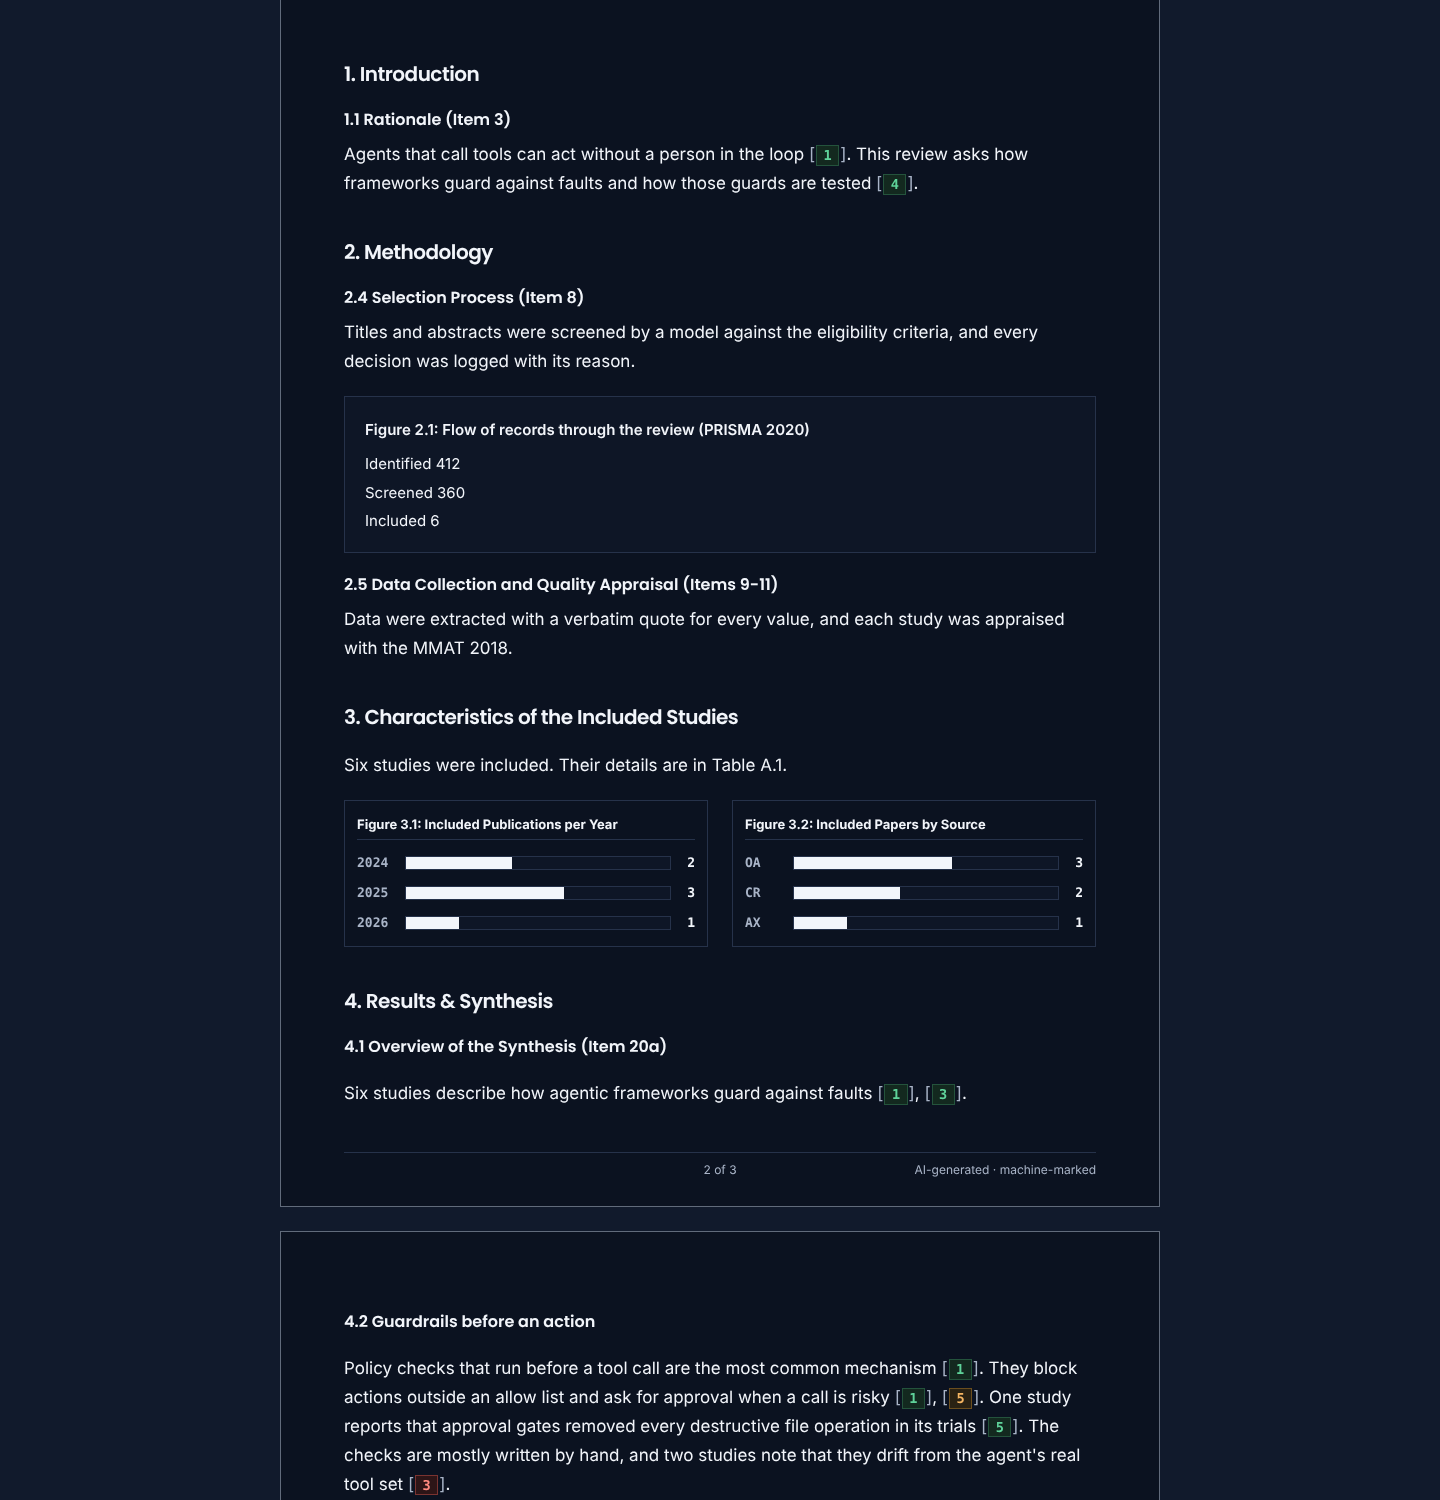 1. Introduction
1.1 Rationale (Item 3)
Agents that call tools can act without a person in the loop [1]. This review asks how
frameworks guard against faults and how those guards are tested [4].
2. Methodology
2.4 Selection Process (Item 8)
Titles and abstracts were screened by a model against the eligibility criteria, and every
decision was logged with its reason.
Figure 2.1: Flow of records through the review (PRISMA 2020)
Identified 412
Screened 360
Included 6
2.5 Data Collection and Quality Appraisal (Items 9-11)
Data were extracted with a verbatim quote for every value, and each study was appraised
with the MMAT 2018.
3. Characteristics of the Included Studies
Six studies were included. Their details are in Table A.1.
Figure 3.1: Included Publications per Year
2024 2
2025 3
2026 1
Figure 3.2: Included Papers by Source
OA 3
CR 2
AX 1
4. Results & Synthesis
4.1 Overview of the Synthesis (Item 20a)
Six studies describe how agentic frameworks guard against faults [1], [3].
2 of 3
AI-generated · machine-marked
4.2 Guardrails before an action
Policy checks that run before a tool call are the most common mechanism [1]. They block
actions outside an allow list and ask for approval when a call is risky [1], [5]. One study
reports that approval gates removed every destructive file operation in its trials [5]. The
checks are mostly written by hand, and two studies note that they drift from the agent's real
tool set [3].